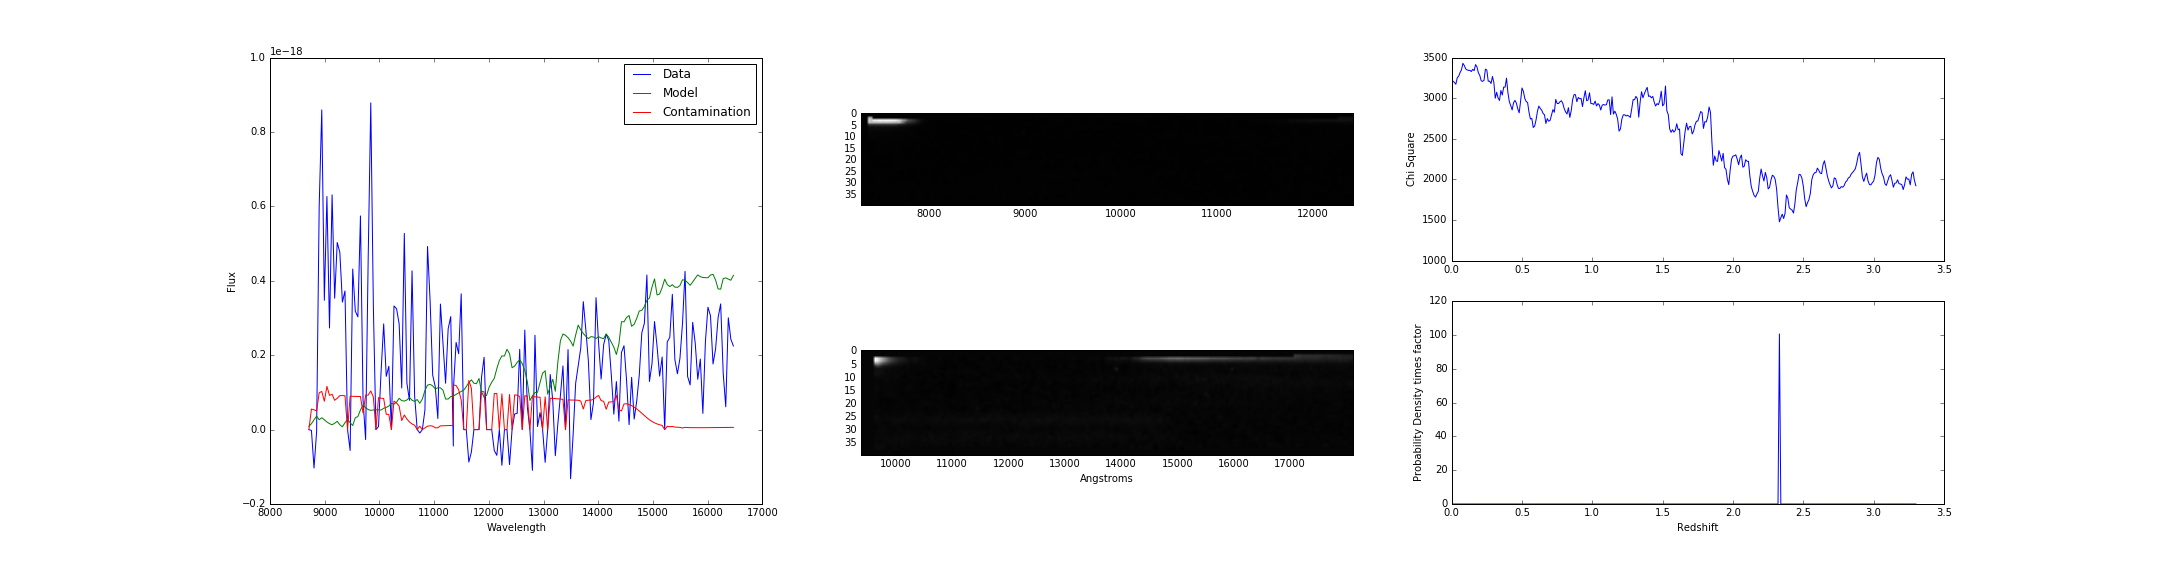 1e−18
1.0
0.8
0.6
0.4
0.2
0.0
−0.2
Flux
8000 9000 10000 11000 12000 13000 14000 15000 16000 17000
Wavelength
Data
Model
Contamination
0
5
10
15
20
25
30
35
8000 9000 10000 11000 12000
0
5
10
15
20
25
30
35
10000 11000 12000 13000 14000 15000 16000 17000
Angstroms
3500
3000
2500
2000
1500
1000
Chi Square
0.0 0.5 1.0 1.5 2.0 2.5 3.0 3.5
120
100
80
60
40
20
0
Probability Density times factor
0.0 0.5 1.0 1.5 2.0 2.5 3.0 3.5
Redshift